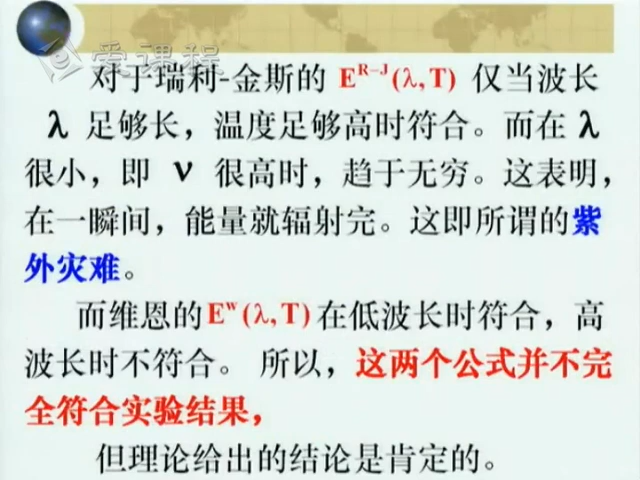 爱课程
对于瑞利-金斯的 E^{R-J}(λ,T) 仅当波长
λ 足够长，温度足够高时符合。而在 λ
很小，即 ν 很高时，趋于无穷。这表明，
在一瞬间，能量就辐射完。这即所谓的紫
外灾难。
而维恩的 E^w(λ,T) 在低波长时符合，高
波长时不符合。 所以，这两个公式并不完
全符合实验结果，
但理论给出的结论是肯定的。